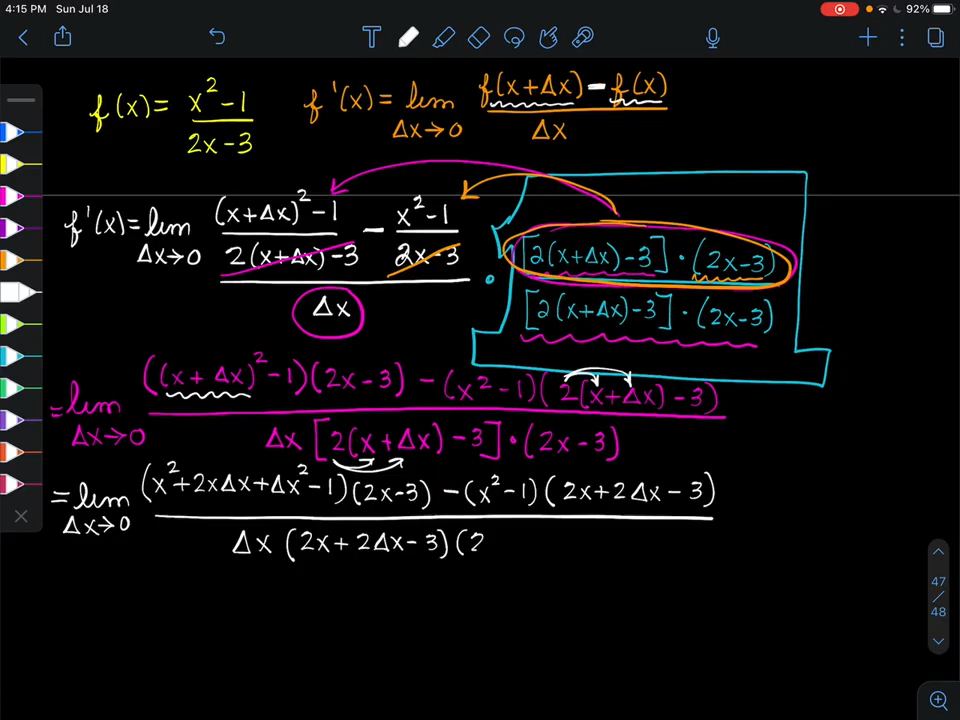 4:15 PM Sun Jul 18 92%
T
f(x) = x² - 1 / 2x - 3
f'(x) = lim Δx→0 f(x+Δx) - f(x) / Δx
f'(x) = lim Δx→0 (x+Δx)² - 1 / 2(x+Δx) - 3 - x² - 1 / 2x - 3 / Δx · [2(x+Δx) - 3] · (2x - 3) / [2(x+Δx) - 3] · (2x - 3)
= lim Δx→0 ((x+Δx)² - 1)(2x - 3) - (x² - 1)(2(x+Δx) - 3) / Δx [2(x+Δx) - 3] · (2x - 3)
= lim Δx→0 (x² + 2xΔx + Δx² - 1)(2x - 3) - (x² - 1)(2x + 2Δx - 3) / Δx (2x + 2Δx - 3)(2
47
/
48